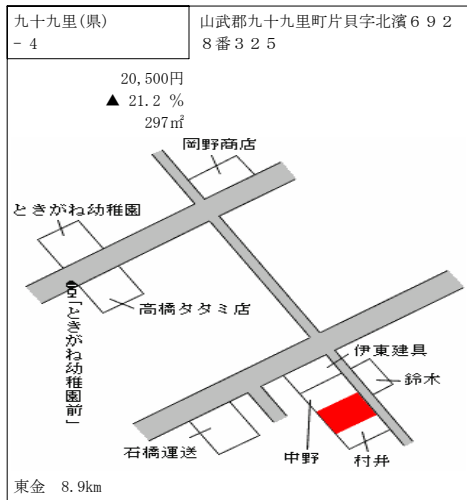 九十九里(県)
- 4
山武郡九十九里町片貝字北濱６９２
８番３２５
20,500円
▲ 21.2 %
297㎡
岡野商店
ときがね幼稚園
高橋タタミ店
「ときがね幼稚園前」
伊東建具
鈴木
石橋運送
中野
村井
東金 8.9km